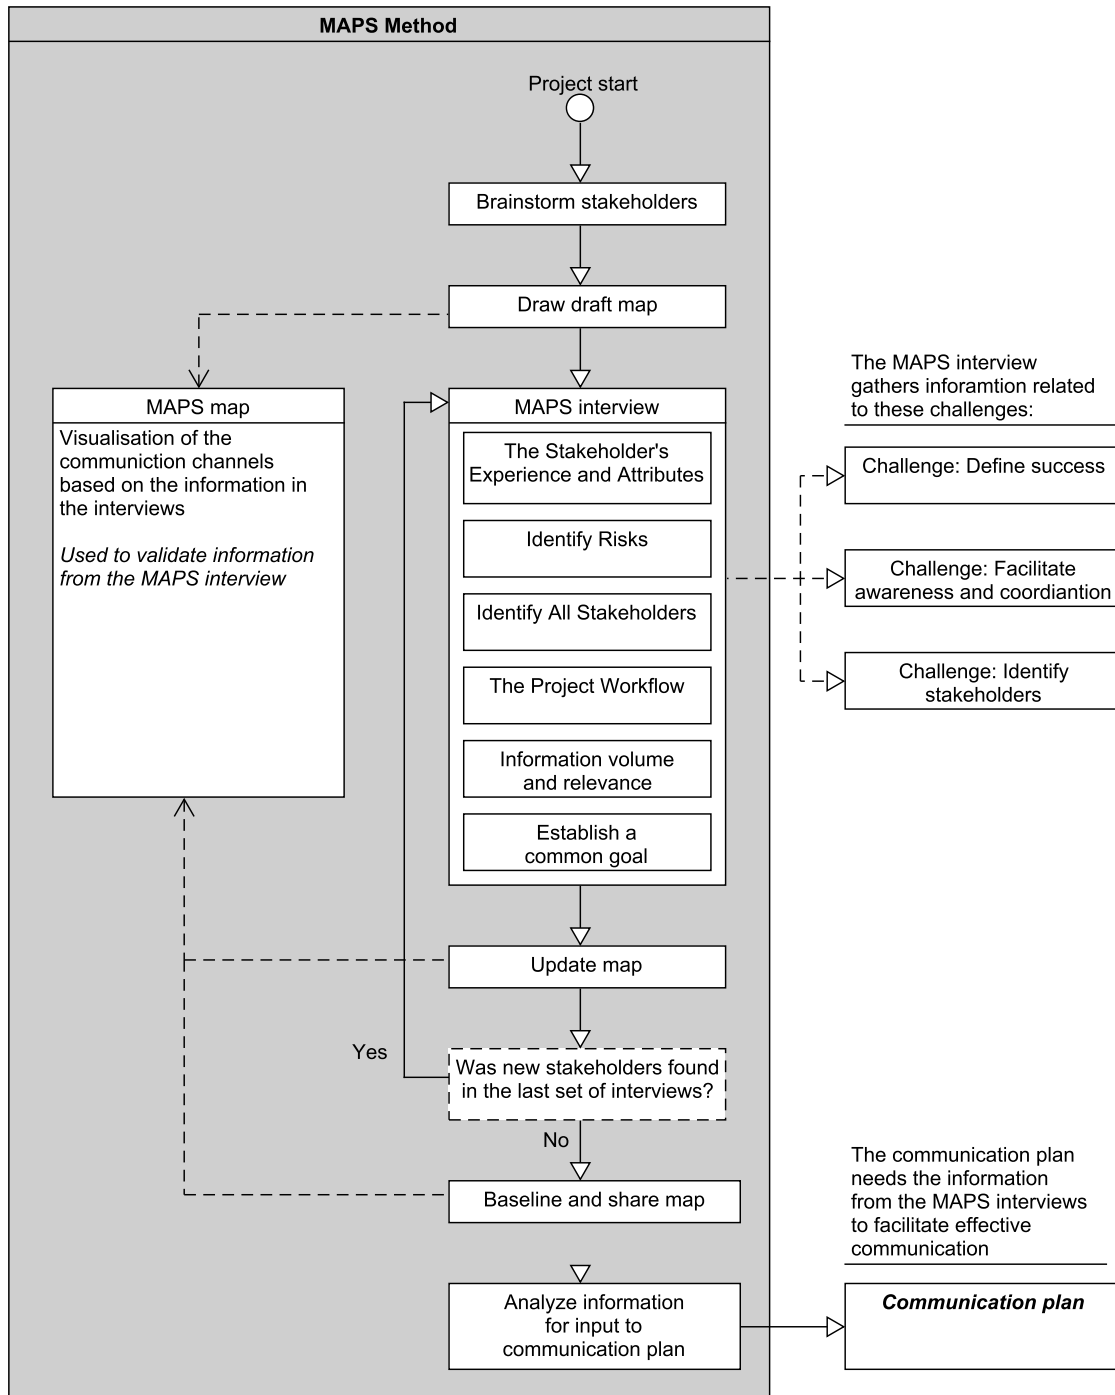 MAPS Method
Project start
Brainstorm stakeholders
Draw draft map
MAPS map
Visualisation of the
communiction channels
based on the information in
the interviews
Used to validate information
from the MAPS interview
MAPS interview
The Stakeholder's
Experience and Attributes
Identify Risks
Identify All Stakeholders
The Project Workflow
Information volume
and relevance
Establish a
common goal
The MAPS interview
gathers inforamtion related
to these challenges:
Challenge: Define success
Challenge: Facilitate
awareness and coordiantion
Challenge: Identify
stakeholders
Update map
Yes
Was new stakeholders found
in the last set of interviews?
No
Baseline and share map
The communication plan
needs the information
from the MAPS interviews
to facilitate effective
communication
Analyze information
for input to
communication plan
Communication plan